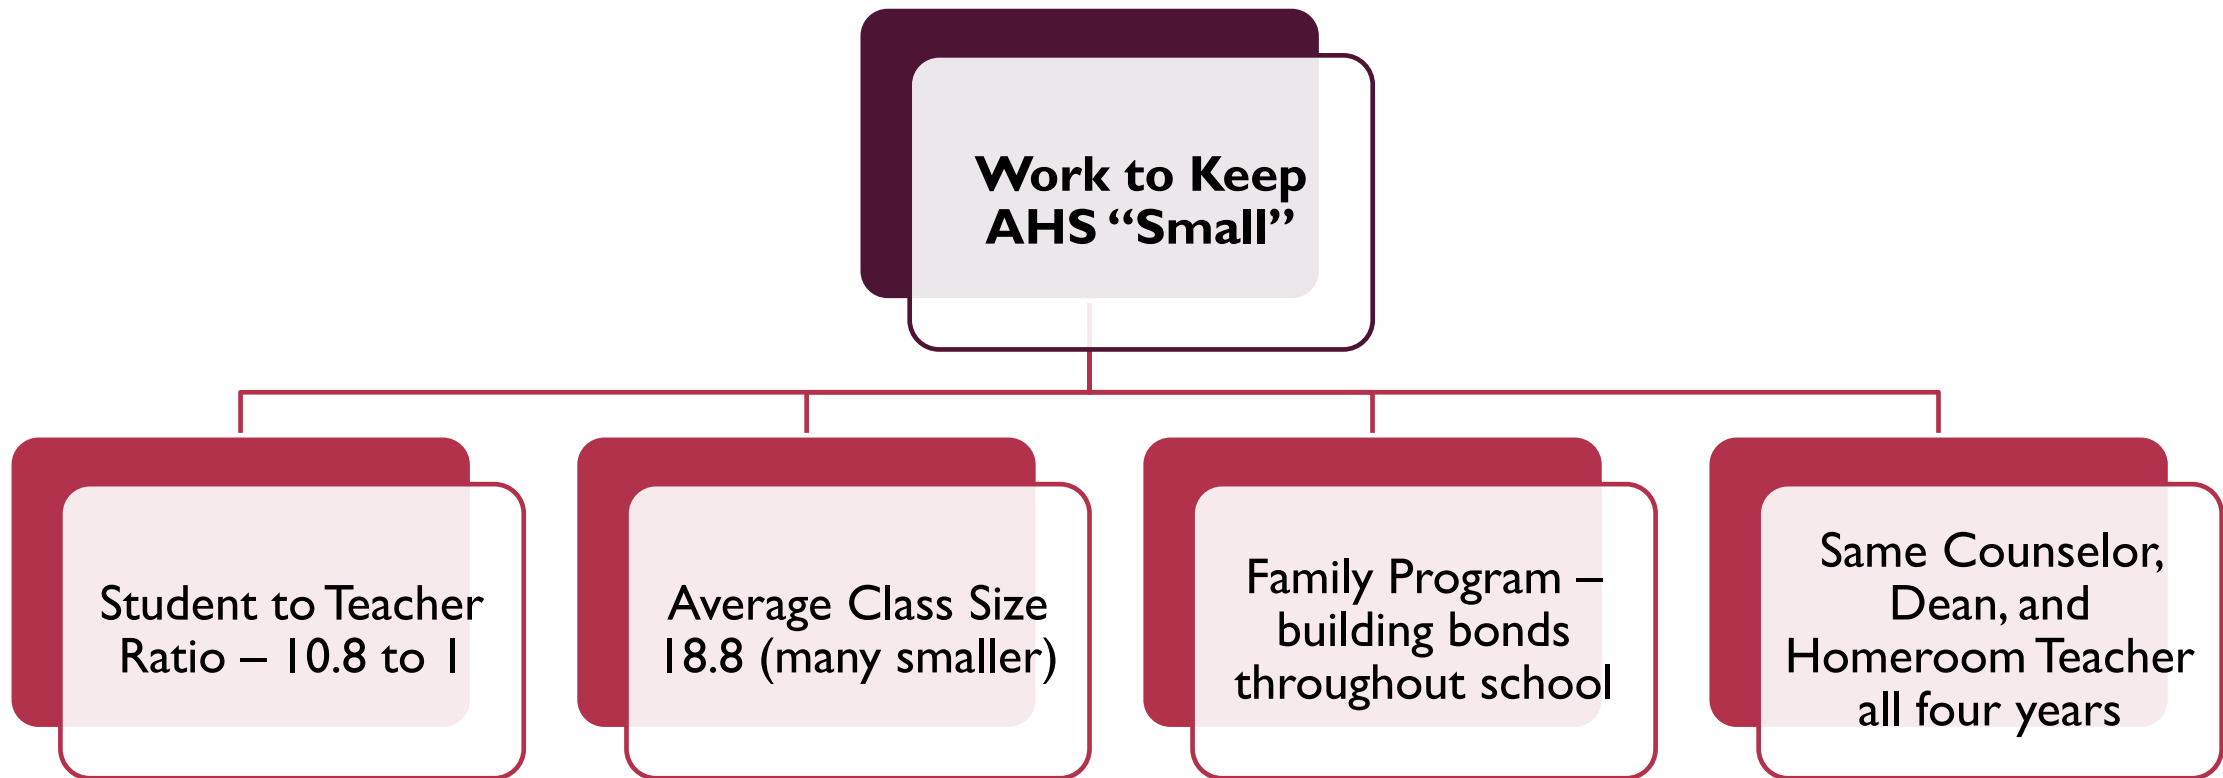 Work to Keep
AHS “Small”
Student to Teacher
Ratio – 10.8 to 1
Average Class Size
18.8 (many smaller)
Family Program –
building bonds
throughout school
Same Counselor,
Dean, and
Homeroom Teacher
all four years